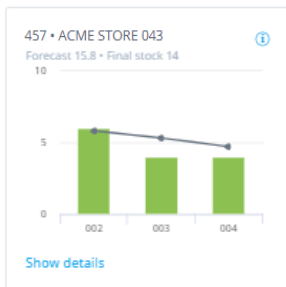 457 • ACME STORE 043
Forecast 15.8 • Final stock 14
10
5
0
002 003 004
Show details